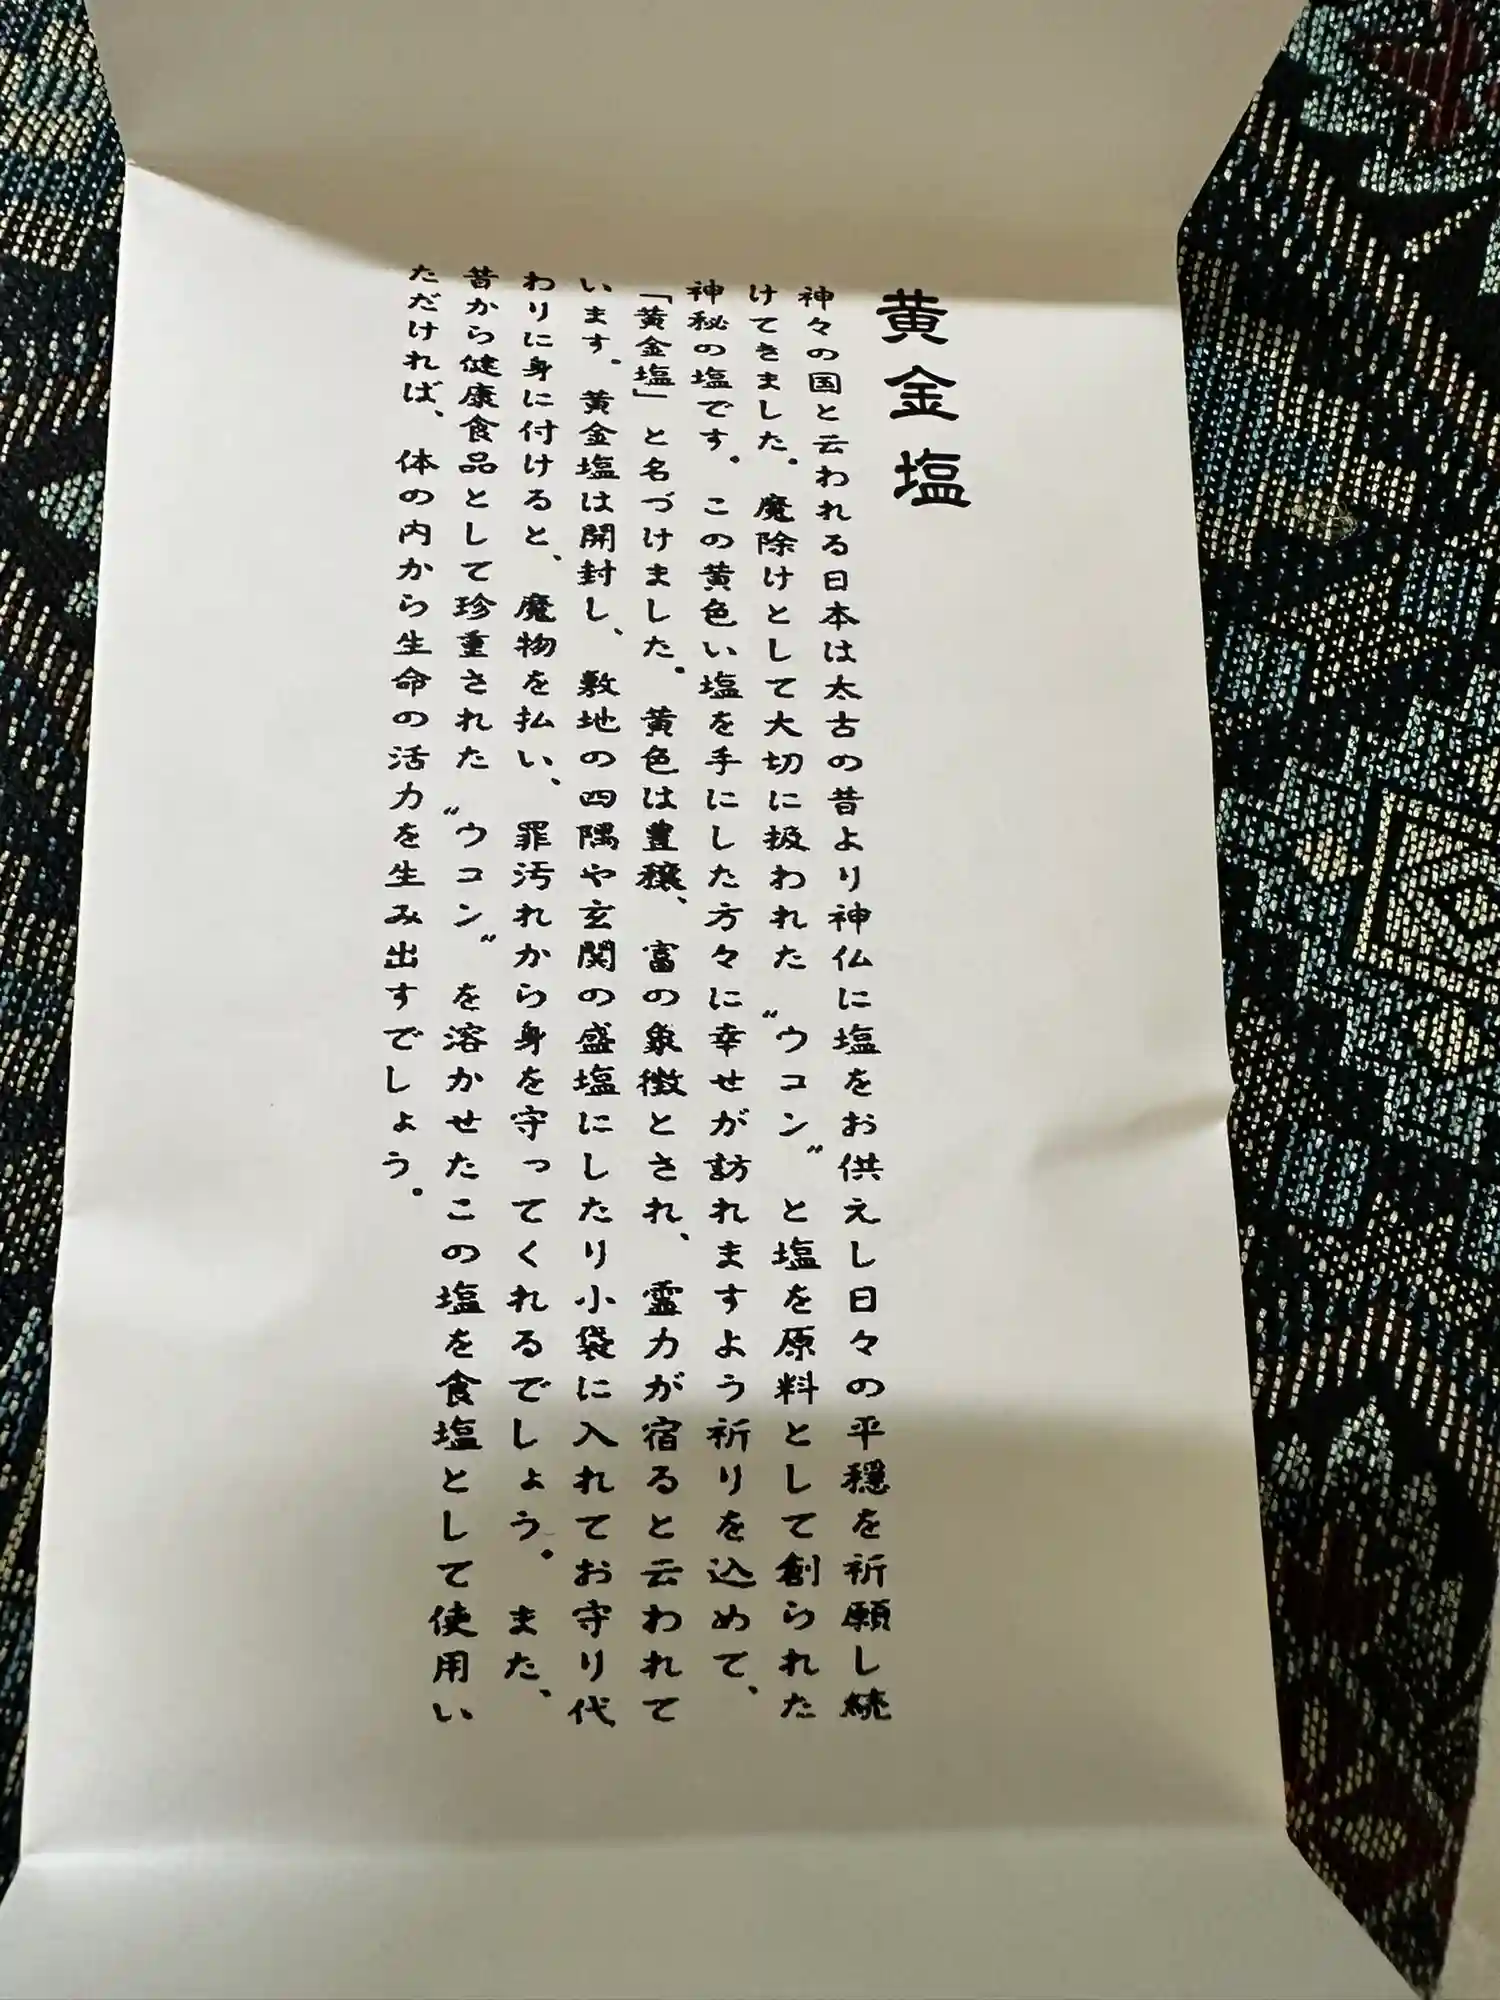 黄金塩
神々の国と云われる日本は太古の昔より神仏に塩をお供えし日々の平穏を祈願し続
けてきました。魔除けとして大切に扱われた〝ウコン〟と塩を原料として創られた
神秘の塩です。この黄色い塩を手にした方々に幸せが訪れますよう祈りを込めて、
「黄金塩」と名づけました。黄色は豊穣、富の象徴とされ、霊力が宿ると云われて
います。黄金塩は開封し、敷地の四隅や玄関の盛塩にしたり小袋に入れてお守り代
わりに身に付けると、魔物を払い、罪汚れから身を守ってくれるでしょう。また、
昔から健康食品として珍重された〝ウコン〟を溶かせたこの塩を食塩として使用い
ただければ、体の内から生命の活力を生み出すでしょう。